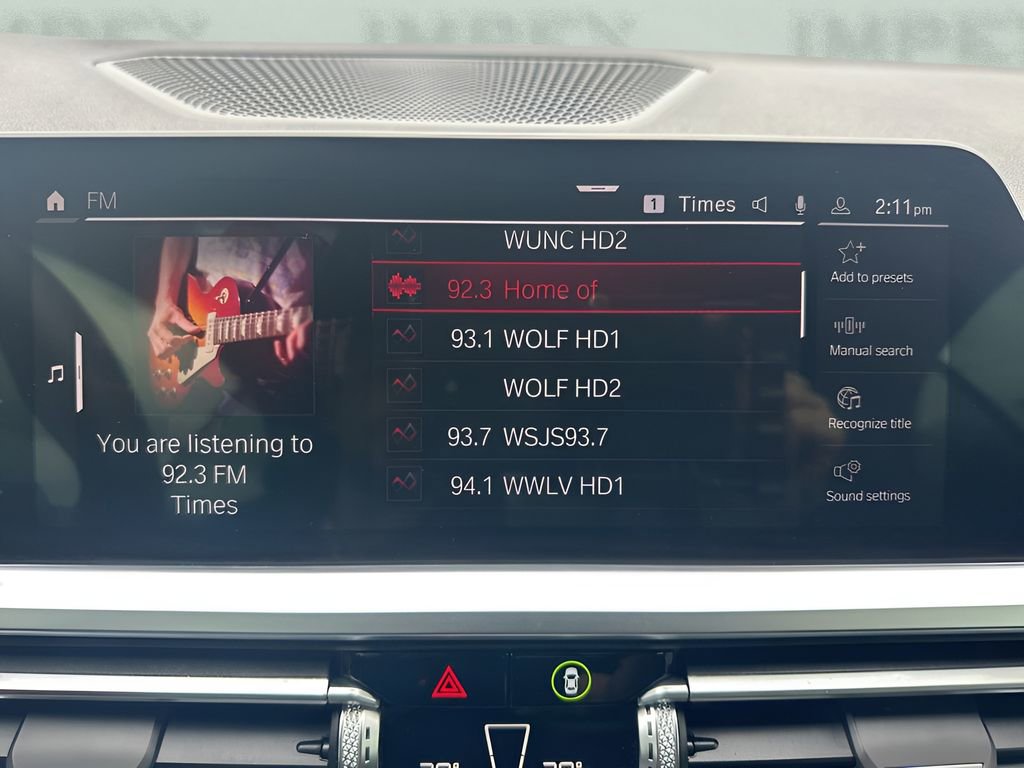 IMPEX
IMPEX
FM
1 Times
2:11pm
WUNC HD2
92.3 Home of
93.1 WOLF HD1
WOLF HD2
93.7 WSJS93.7
94.1 WWLV HD1
You are listening to
92.3 FM
Times
Add to presets
Manual search
Recognize title
Sound settings